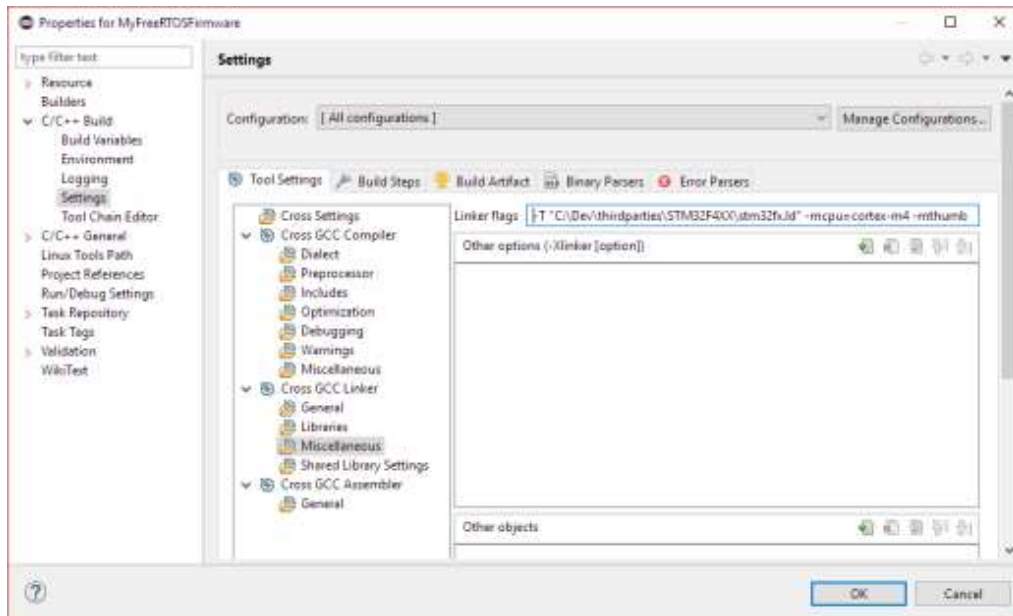 Properties for MyFreeRTOSFirmware
type filter text
Resource
Builders
C/C++ Build
Build Variables
Environment
Logging
Settings
Tool Chain Editor
C/C++ General
Linux Tools Path
Project References
Run/Debug Settings
Task Repository
Task Tags
Validation
WikiText
Settings
Configuration: [ All configurations ]
Manage Configurations...
Tool Settings
Build Steps
Build Artifact
Binary Parsers
Error Parsers
Cross Settings
Cross GCC Compiler
Dialect
Preprocessor
Includes
Optimization
Debugging
Warnings
Miscellaneous
Cross GCC Linker
General
Libraries
Miscellaneous
Shared Library Settings
Cross GCC Assembler
General
Linker flags -T "C:\Dev\thirdparties\STM32F4XX\stm32fx.ld" -mcpu=cortex-m4 -mthumb
Other options (-Xlinker [option])
Other objects
OK
Cancel